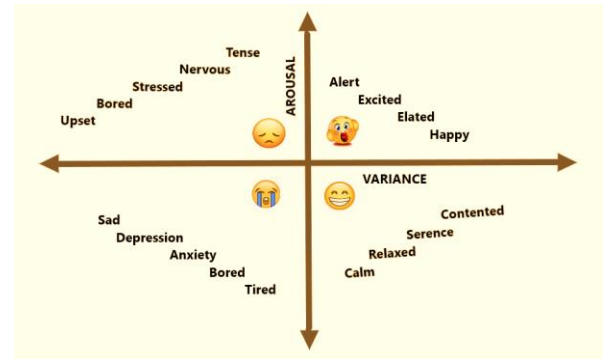 Tense
Nervous
Stressed
Bored
Upset
AROUSAL
Alert
Excited
Elated
Happy
VARIANCE
Sad
Depression
Anxiety
Bored
Tired
Contented
Serence
Relaxed
Calm